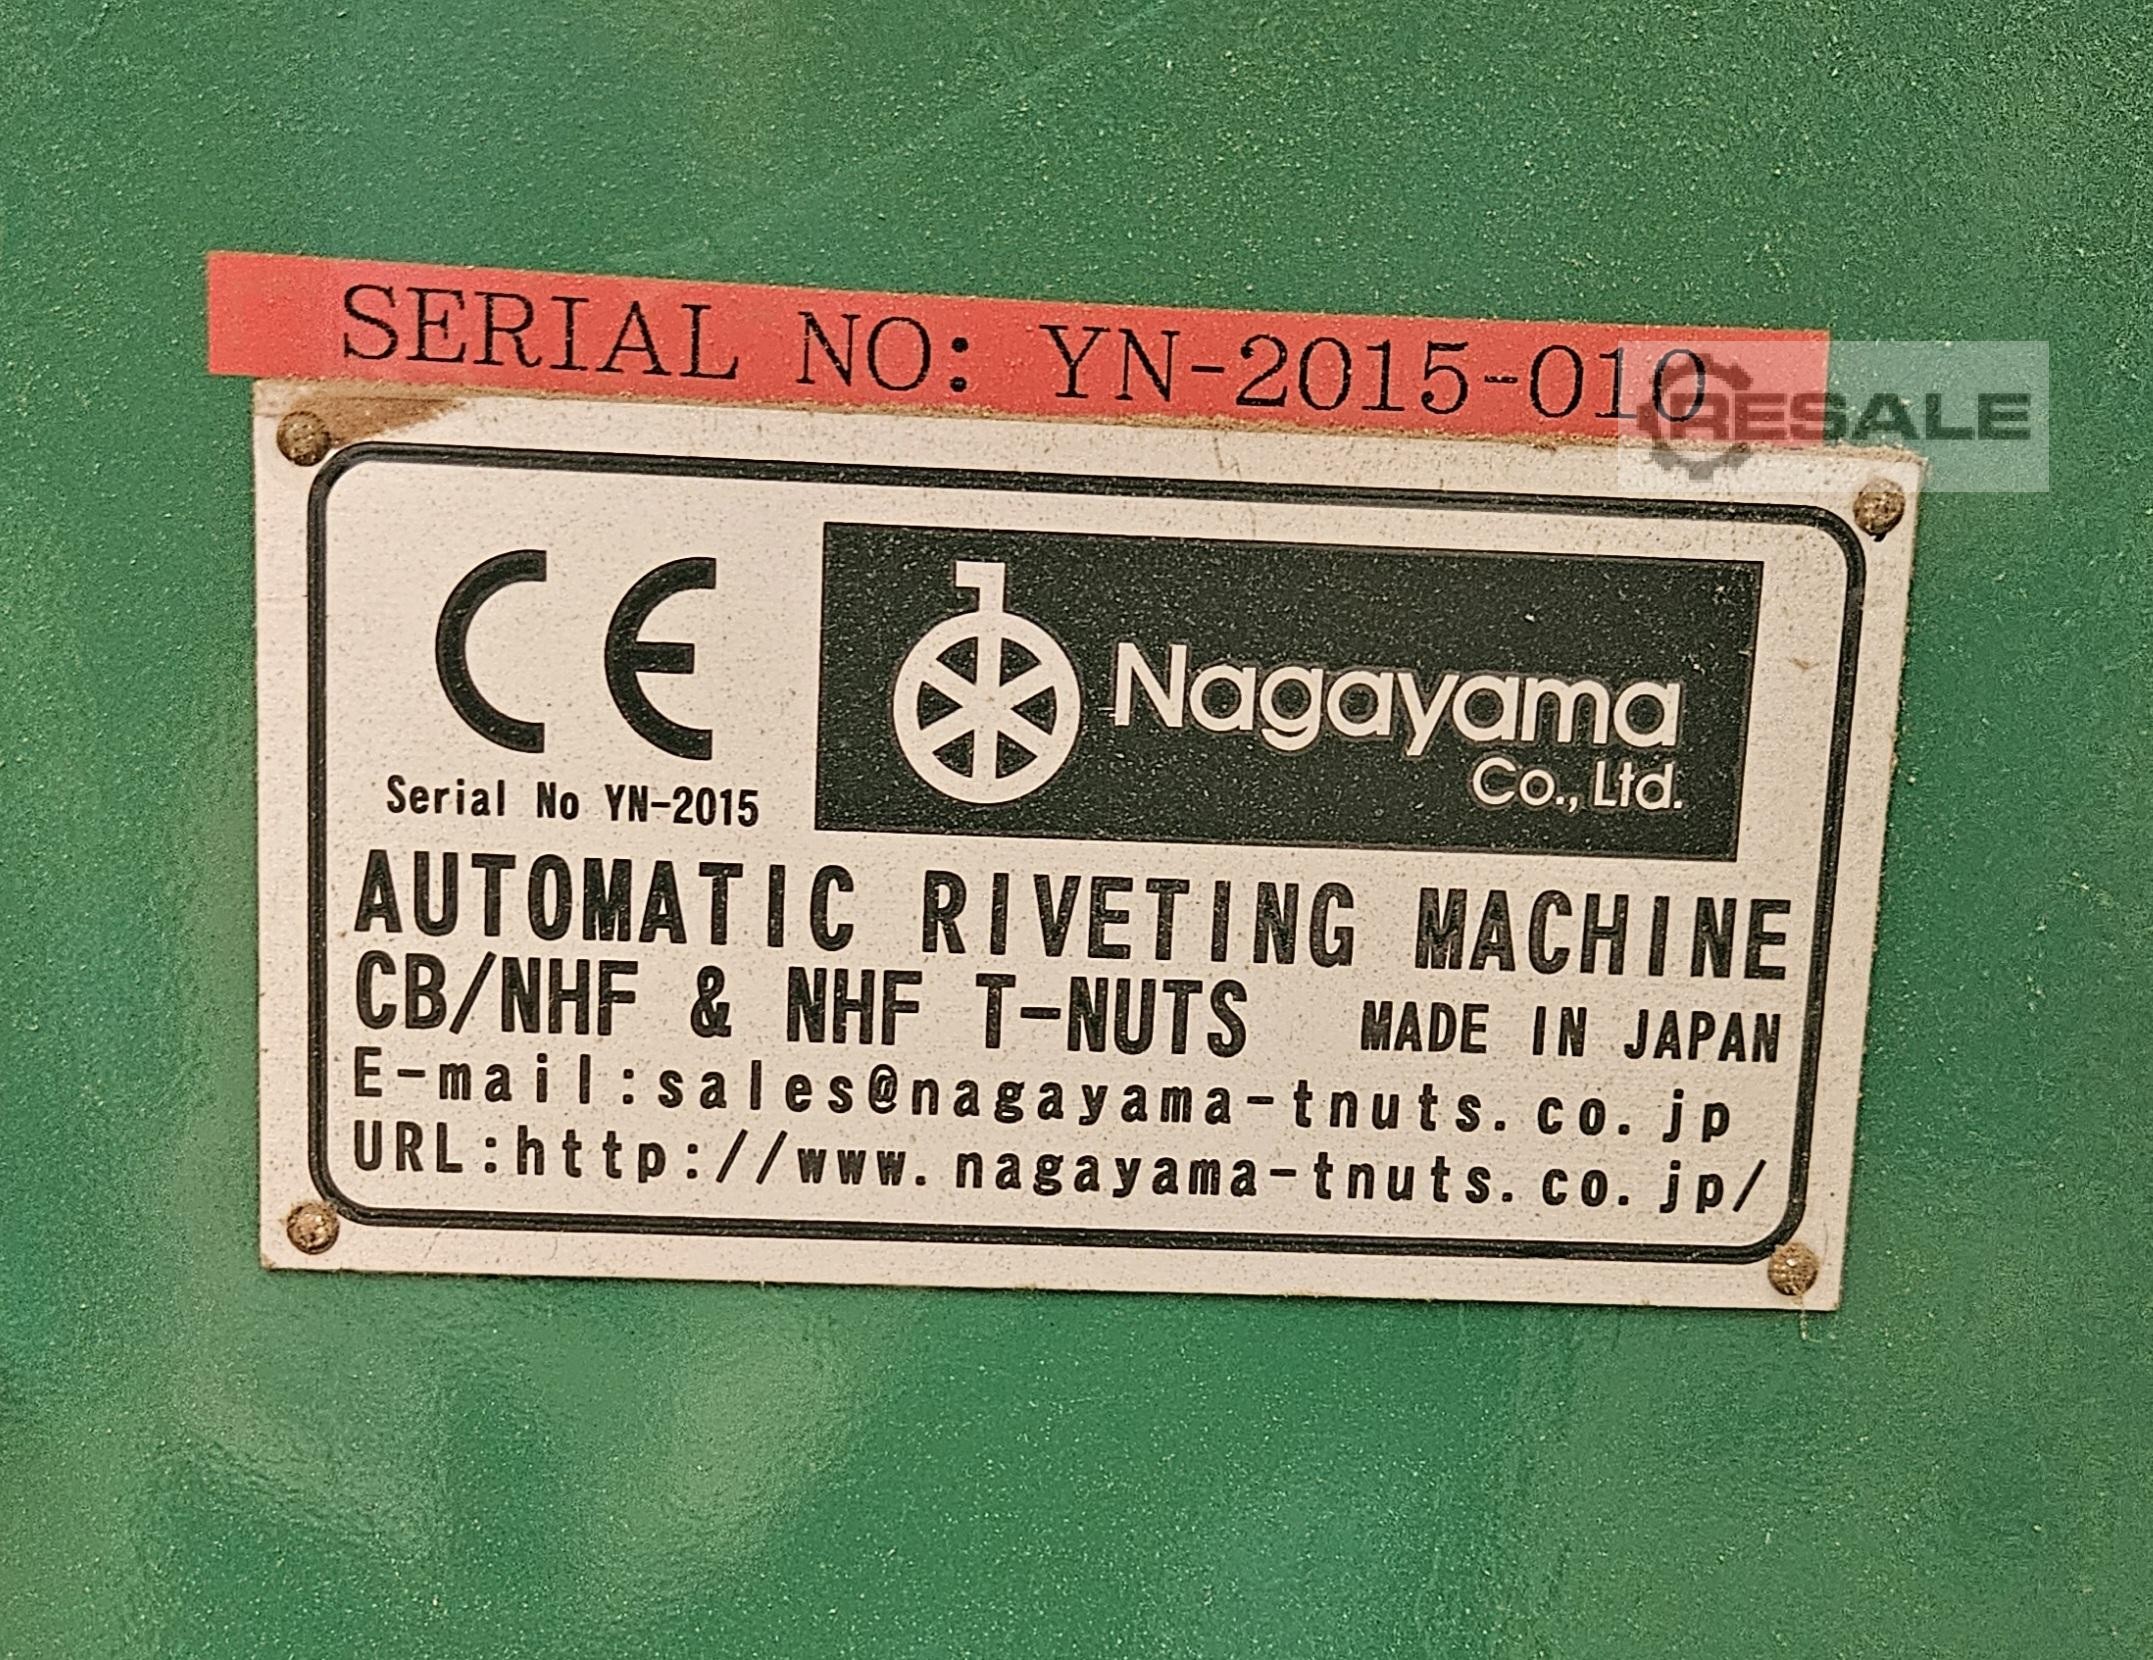 SERIAL NO: YN-2015-010
RESALE
CE
Nagayama
Co., Ltd.
Serial No YN-2015
AUTOMATIC RIVETING MACHINE
CB/NHF & NHF T-NUTS MADE IN JAPAN
E-mail:sales@nagayama-tnuts.co.jp
URL:http://www.nagayama-tnuts.co.jp/